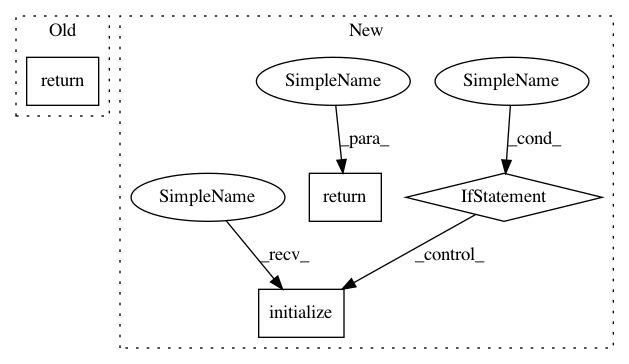 Old
New
return
SimpleName
SimpleName
_para_
_cond_
SimpleName
return
IfStatement
_recv_
_control_
initialize